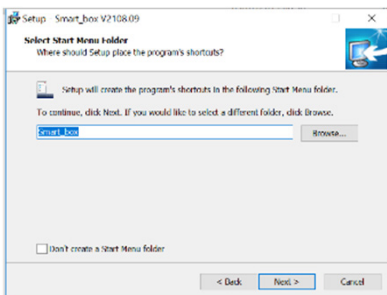 Setup Smart_box V2108.09
Select Start Menu Folder
Where should Setup place the program's shortcuts?
Setup will create the program's shortcuts in the following Start Menu folder.
To continue, click Next. If you would like to select a different folder, click Browse.
Smart_box
Browse...
Don't create a Start Menu folder
< Back
Next >
Cancel